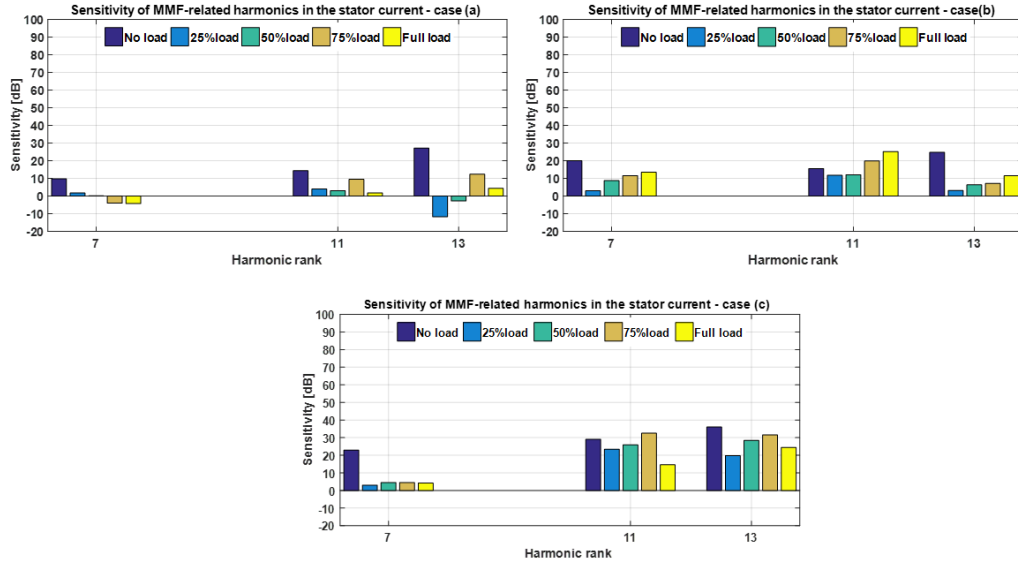 Sensitivity of MMF-related harmonics in the stator current - case (a)
No load 25%load 50%load 75%load Full load
Sensitivity [dB]
100
90
80
70
60
50
40
30
20
10
0
-10
-20
7 11 13
Harmonic rank
Sensitivity of MMF-related harmonics in the stator current - case(b)
No load 25%load 50%load 75%load Full load
Sensitivity [dB]
100
90
80
70
60
50
40
30
20
10
0
-10
-20
7 11 13
Harmonic rank
Sensitivity of MMF-related harmonics in the stator current - case (c)
No load 25%load 50%load 75%load Full load
Sensitivity [dB]
100
90
80
70
60
50
40
30
20
10
0
-10
-20
7 11 13
Harmonic rank